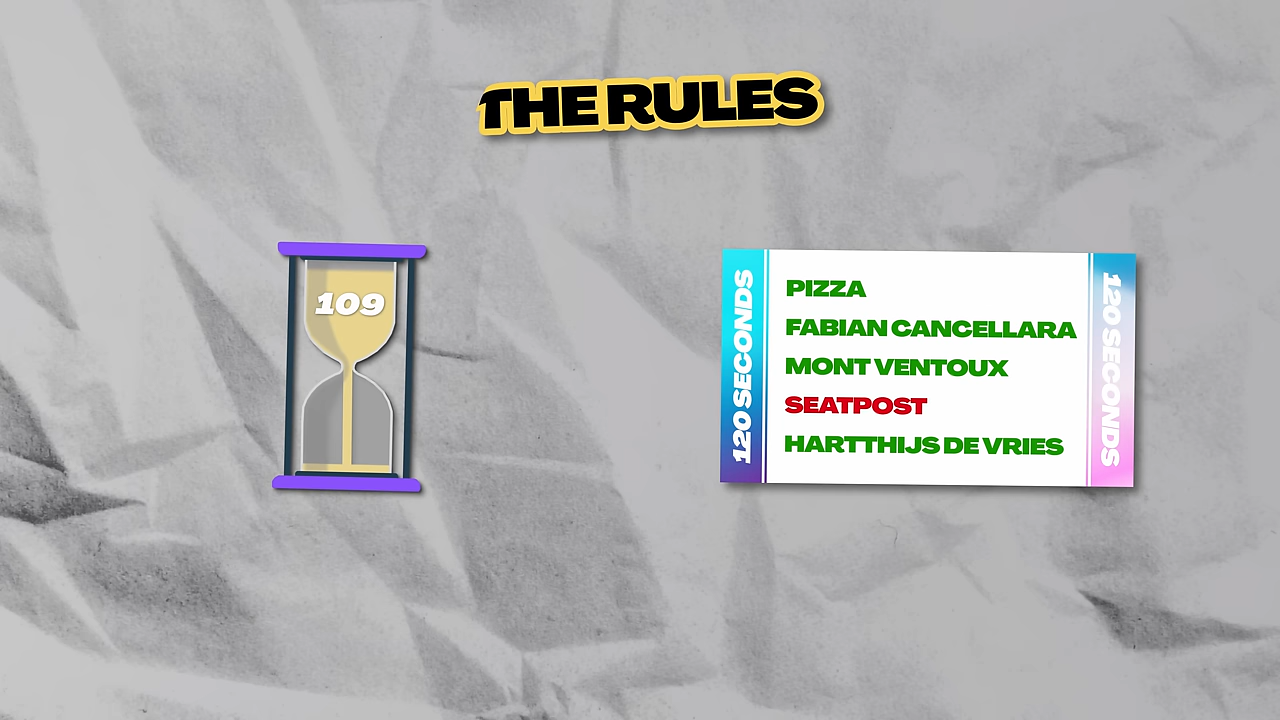 THE RULES
109
120 SECONDS
PIZZA
FABIAN CANCELLARA
MONT VENTOUX
SEATPOST
HARTTHIJS DE VRIES
120 SECONDS